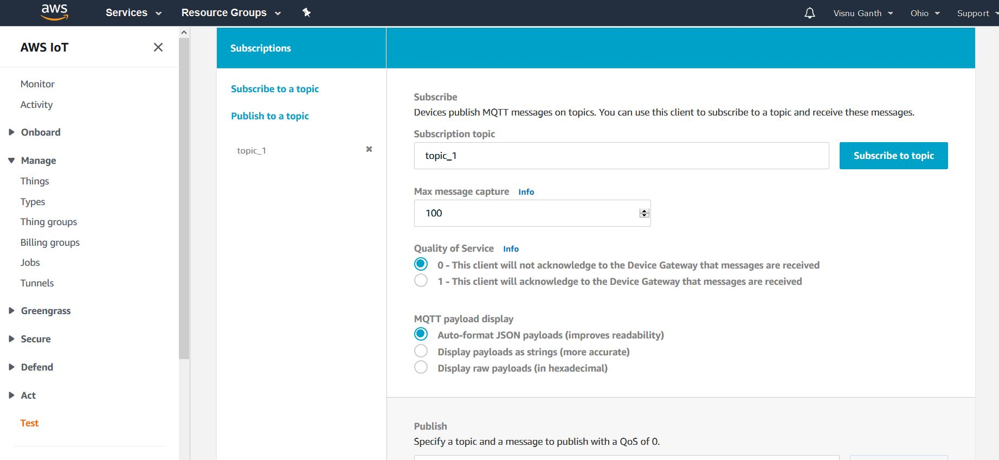 aws
Services
Resource Groups
Visnu Ganth
Ohio
Support
AWS IoT
Monitor
Activity
Onboard
Manage
Things
Types
Thing groups
Billing groups
Jobs
Tunnels
Greengrass
Secure
Defend
Act
Test
Subscriptions
Subscribe to a topic
Publish to a topic
topic_1
Subscribe
Devices publish MQTT messages on topics. You can use this client to subscribe to a topic and receive these messages.
Subscription topic
topic_1
Subscribe to topic
Max message capture Info
100
Quality of Service Info
0 - This client will not acknowledge to the Device Gateway that messages are received
1 - This client will acknowledge to the Device Gateway that messages are received
MQTT payload display
Auto-format JSON payloads (improves readability)
Display payloads as strings (more accurate)
Display raw payloads (in hexadecimal)
Publish
Specify a topic and a message to publish with a QoS of 0.